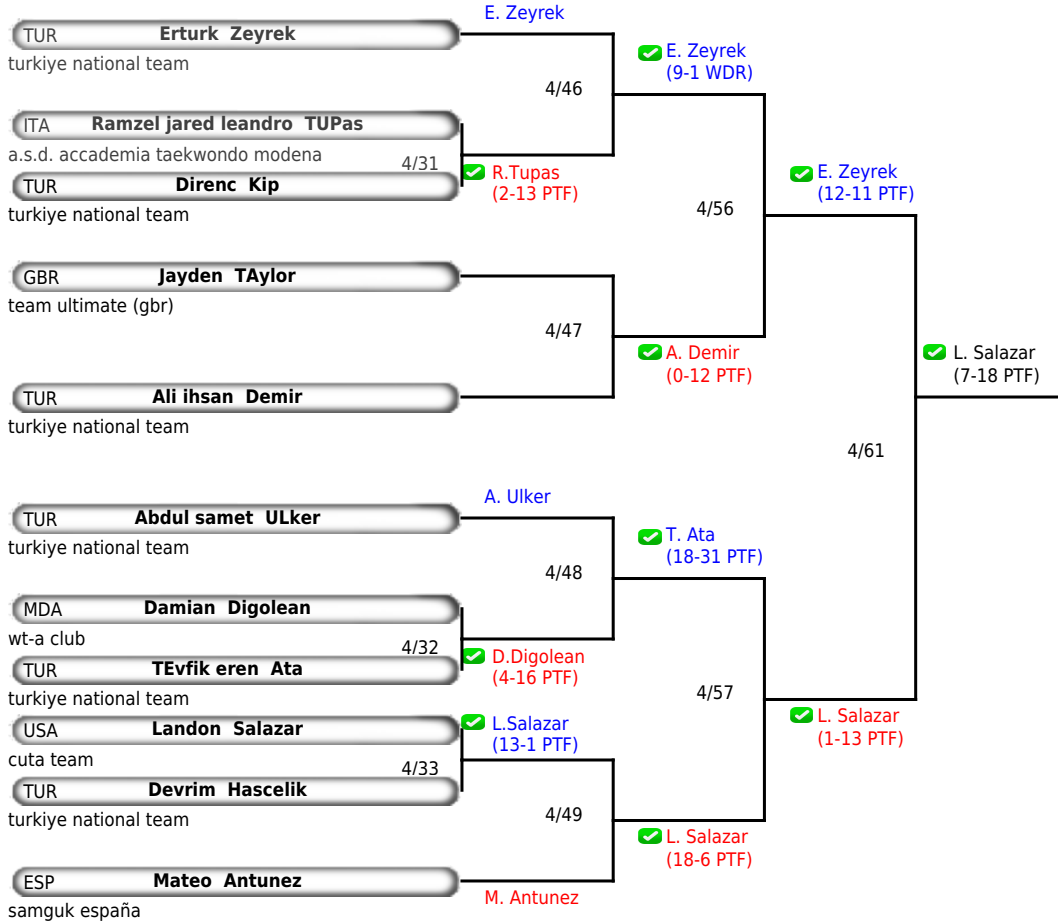 E. Zeyrek
TUR Erturk Zeyrek
turkiye national team
E. Zeyrek
(9-1 WDR)
4/46
ITA Ramzel jared leandro TUPas
a.s.d. accademia taekwondo modena
4/31
TUR Direnc Kip
turkiye national team
R.Tupas
(2-13 PTF)
E. Zeyrek
(12-11 PTF)
4/56
GBR Jayden TAylor
team ultimate (gbr)
4/47
A. Demir
(0-12 PTF)
TUR Ali ihsan Demir
turkiye national team
L. Salazar
(7-18 PTF)
4/61
A. Ulker
TUR Abdul samet ULker
turkiye national team
T. Ata
(18-31 PTF)
4/48
MDA Damian Digolean
wt-a club
4/32
TUR TEvfik eren Ata
turkiye national team
D.Digolean
(4-16 PTF)
4/57
USA Landon Salazar
cuta team
L.Salazar
(13-1 PTF)
L. Salazar
(1-13 PTF)
4/33
TUR Devrim Hascelik
turkiye national team
4/49
L. Salazar
(18-6 PTF)
ESP Mateo Antunez
samguk españa
M. Antunez